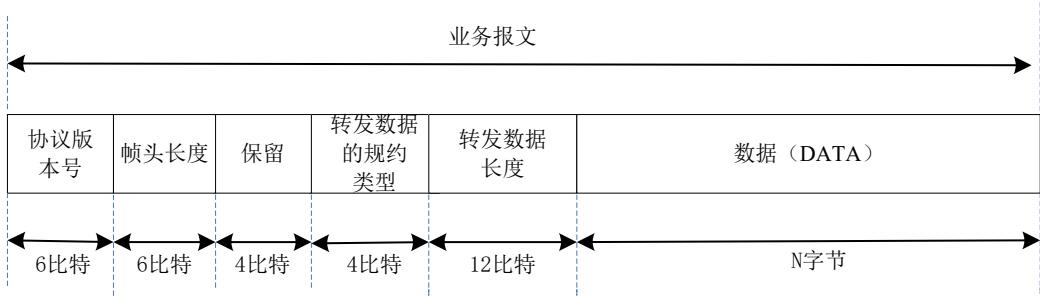 业务报文
协议版
本号
帧头长度
保留
转发数据
的规约
类型
转发数据
长度
数据（DATA）
6比特
6比特
4比特
4比特
12比特
N字节